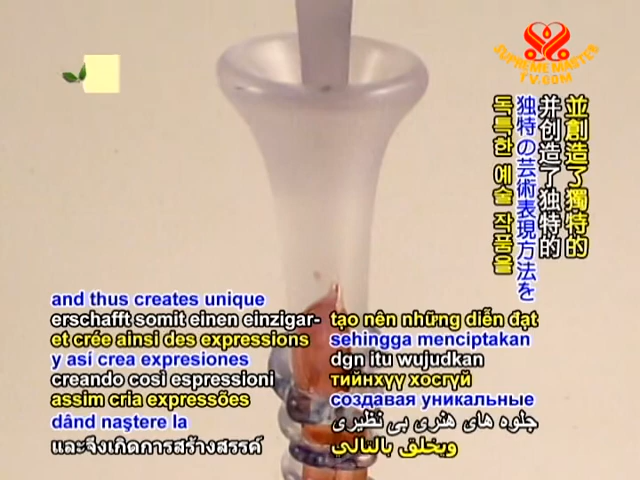 SUPREME MASTER
TV.COM
並創造了獨特的
并创造了独特的
独特の芸術表現方法を
독특한 예술 작품을
and thus creates unique
erschafft somit einen einzigar-
et crée ainsi des expressions
y así crea expresiones
creando così espressioni
assim cria expressões
dând naştere la
และจึงเกิดการสร้างสรรค์
tạo nên những diễn đạt
sehingga menciptakan
dgn itu wujudkan
тийнхүү хосгүй
создавая уникальные
جلوه های هنری بی نظیری
ويخلق بالتالي